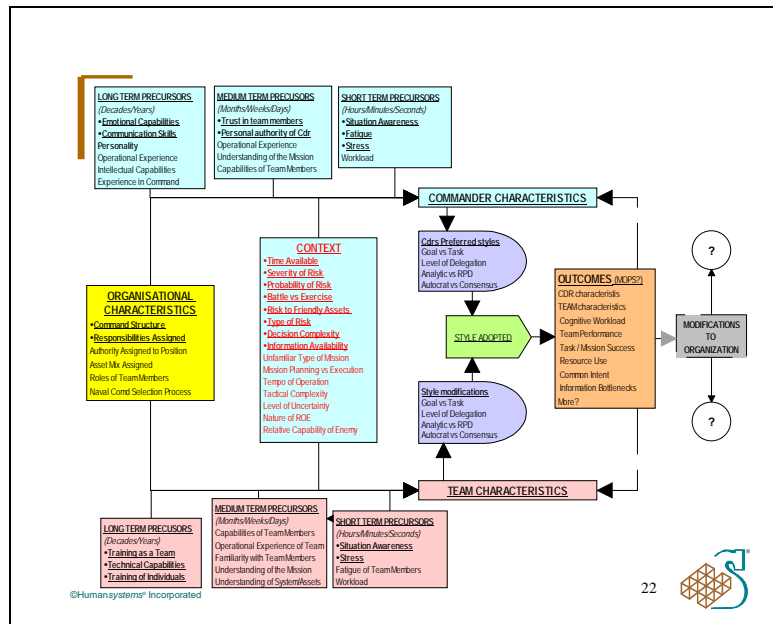 LONG TERM PRECURSORS
(Decades/Years)
•Emotional Capabilities
•Communication Skills
Personality
Operational Experience
Intellectual Capabilities
Experience in Command
MEDIUM TERM PRECUSORS
(Months/Weeks/Days)
•Trust in team members
•Personal authority of Cdr
Operational Experience
Understanding of the Mission
Capabilities of Team Members
SHORT TERM PRECURSORS
(Hours/Minutes/Seconds)
•Situation Awareness
•Fatigue
•Stress
Workload
COMMANDER CHARACTERISTICS
CONTEXT
•Time Available
•Severity of Risk
•Probability of Risk
•Battle vs Exercise
•Risk to Friendly Assets
•Type of Risk
•Decision Complexity
•Information Availability
Unfamiliar Type of Mission
Mission Planning vs Execution
Tempo of Operation
Tactical Complexity
Level of Uncertainty
Nature of ROE
Relative Capability of Enemy
ORGANISATIONAL
CHARACTERISTICS
•Command Structure
•Responsibilities Assigned
Authority Assigned to Position
Asset Mix Assigned
Roles of Team Members
Naval Comd Selection Process
Cdrs Preferred styles
Goal vs Task
Level of Delegation
Analytic vs RPD
Autocrat vs Consensus
STYLE ADOPTED
Style modifications
Goal vs Task
Level of Delegation
Analytic vs RPD
Autocrat vs Consensus
OUTCOMES (MOPS?)
CDR characteristis
TEAM characteristics
Cognitive Workload
Team Performance
Task / Mission Success
Resource Use
Common Intent
Information Bottlenecks
More?
?
MODIFICATIONS
TO
ORGANIZATION
?
TEAM CHARACTERISTICS
LONG TERM PRECUSORS
(Decades/Years)
•Training as a Team
•Technical Capabilities
•Training of Individuals
MEDIUM TERM PRECURSORS
(Months/Weeks/Days)
Capabilities of Team Members
Operational Experience of Team
Familiarity with Team Members
Understanding of the Mission
Understanding of System/Assets
SHORT TERM PRECURSORS
(Hours/Minutes/Seconds)
•Situation Awareness
•Stress
Fatigue of Team Members
Workload
©Humansystems® Incorporated
22